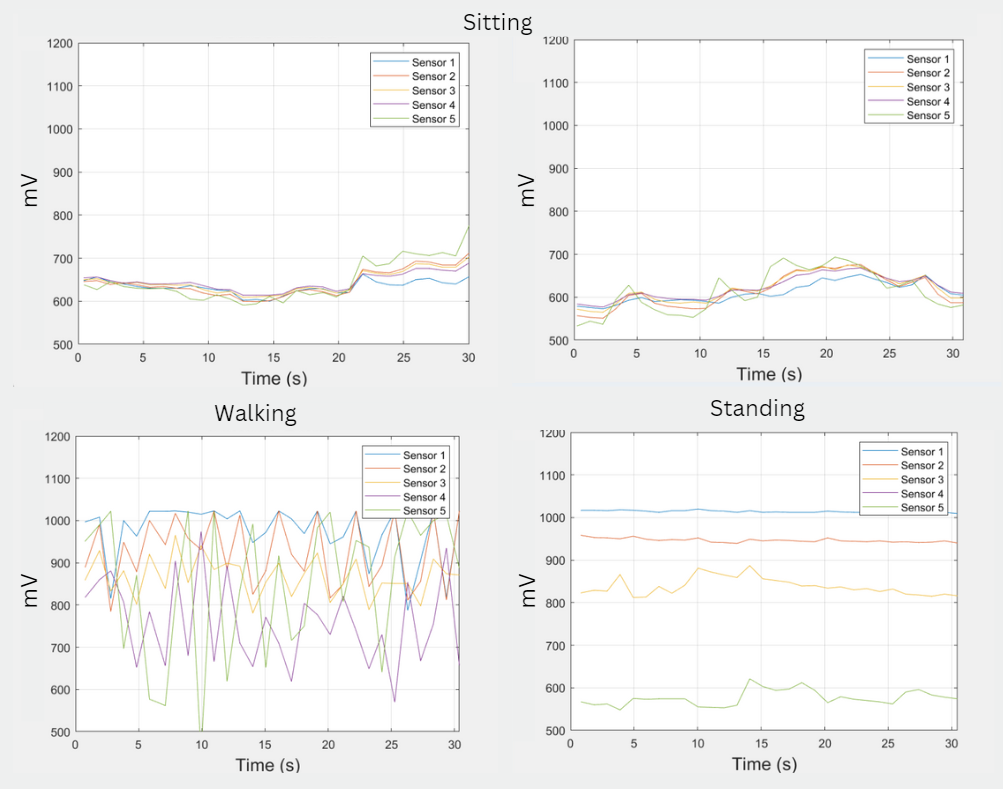 Sitting
1200
1100
1000
900
800
700
600
500
0
5
10
15
20
25
30
mV
Time (s)
Sensor 1
Sensor 2
Sensor 3
Sensor 4
Sensor 5
1200
1100
1000
900
800
700
600
500
0
5
10
15
20
25
30
mV
Time (s)
Sensor 1
Sensor 2
Sensor 3
Sensor 4
Sensor 5
Walking
1200
1100
1000
900
800
700
600
500
0
5
10
15
20
25
30
mV
Time (s)
Sensor 1
Sensor 2
Sensor 3
Sensor 4
Sensor 5
Standing
1200
1100
1000
900
800
700
600
500
0
5
10
15
20
25
30
mV
Time (s)
Sensor 1
Sensor 2
Sensor 3
Sensor 4
Sensor 5